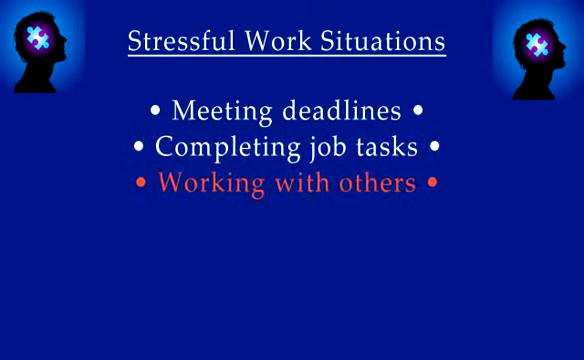 Stressful Work Situations
• Meeting deadlines •
• Completing job tasks •
• Working with others •